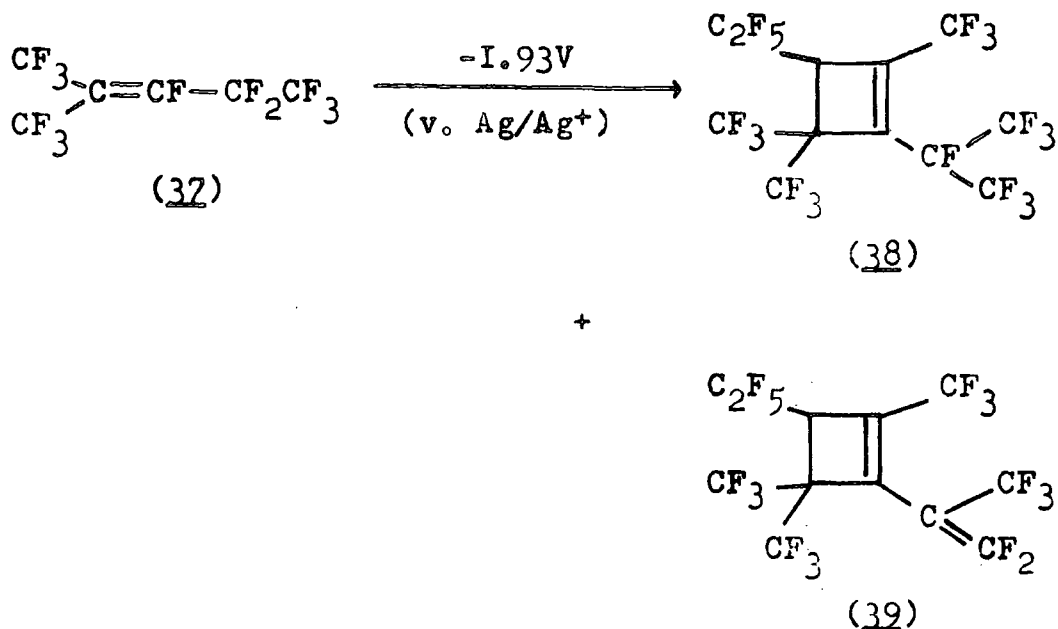 CF3
C=CF-CF2CF3
CF3
(37)
-I.93V
(v. Ag/Ag+)
C2F5
CF3
CF3
CF3
CF
CF3
CF3
(38)
+
C2F5
CF3
CF3
CF3
C
CF3
CF2
(39)